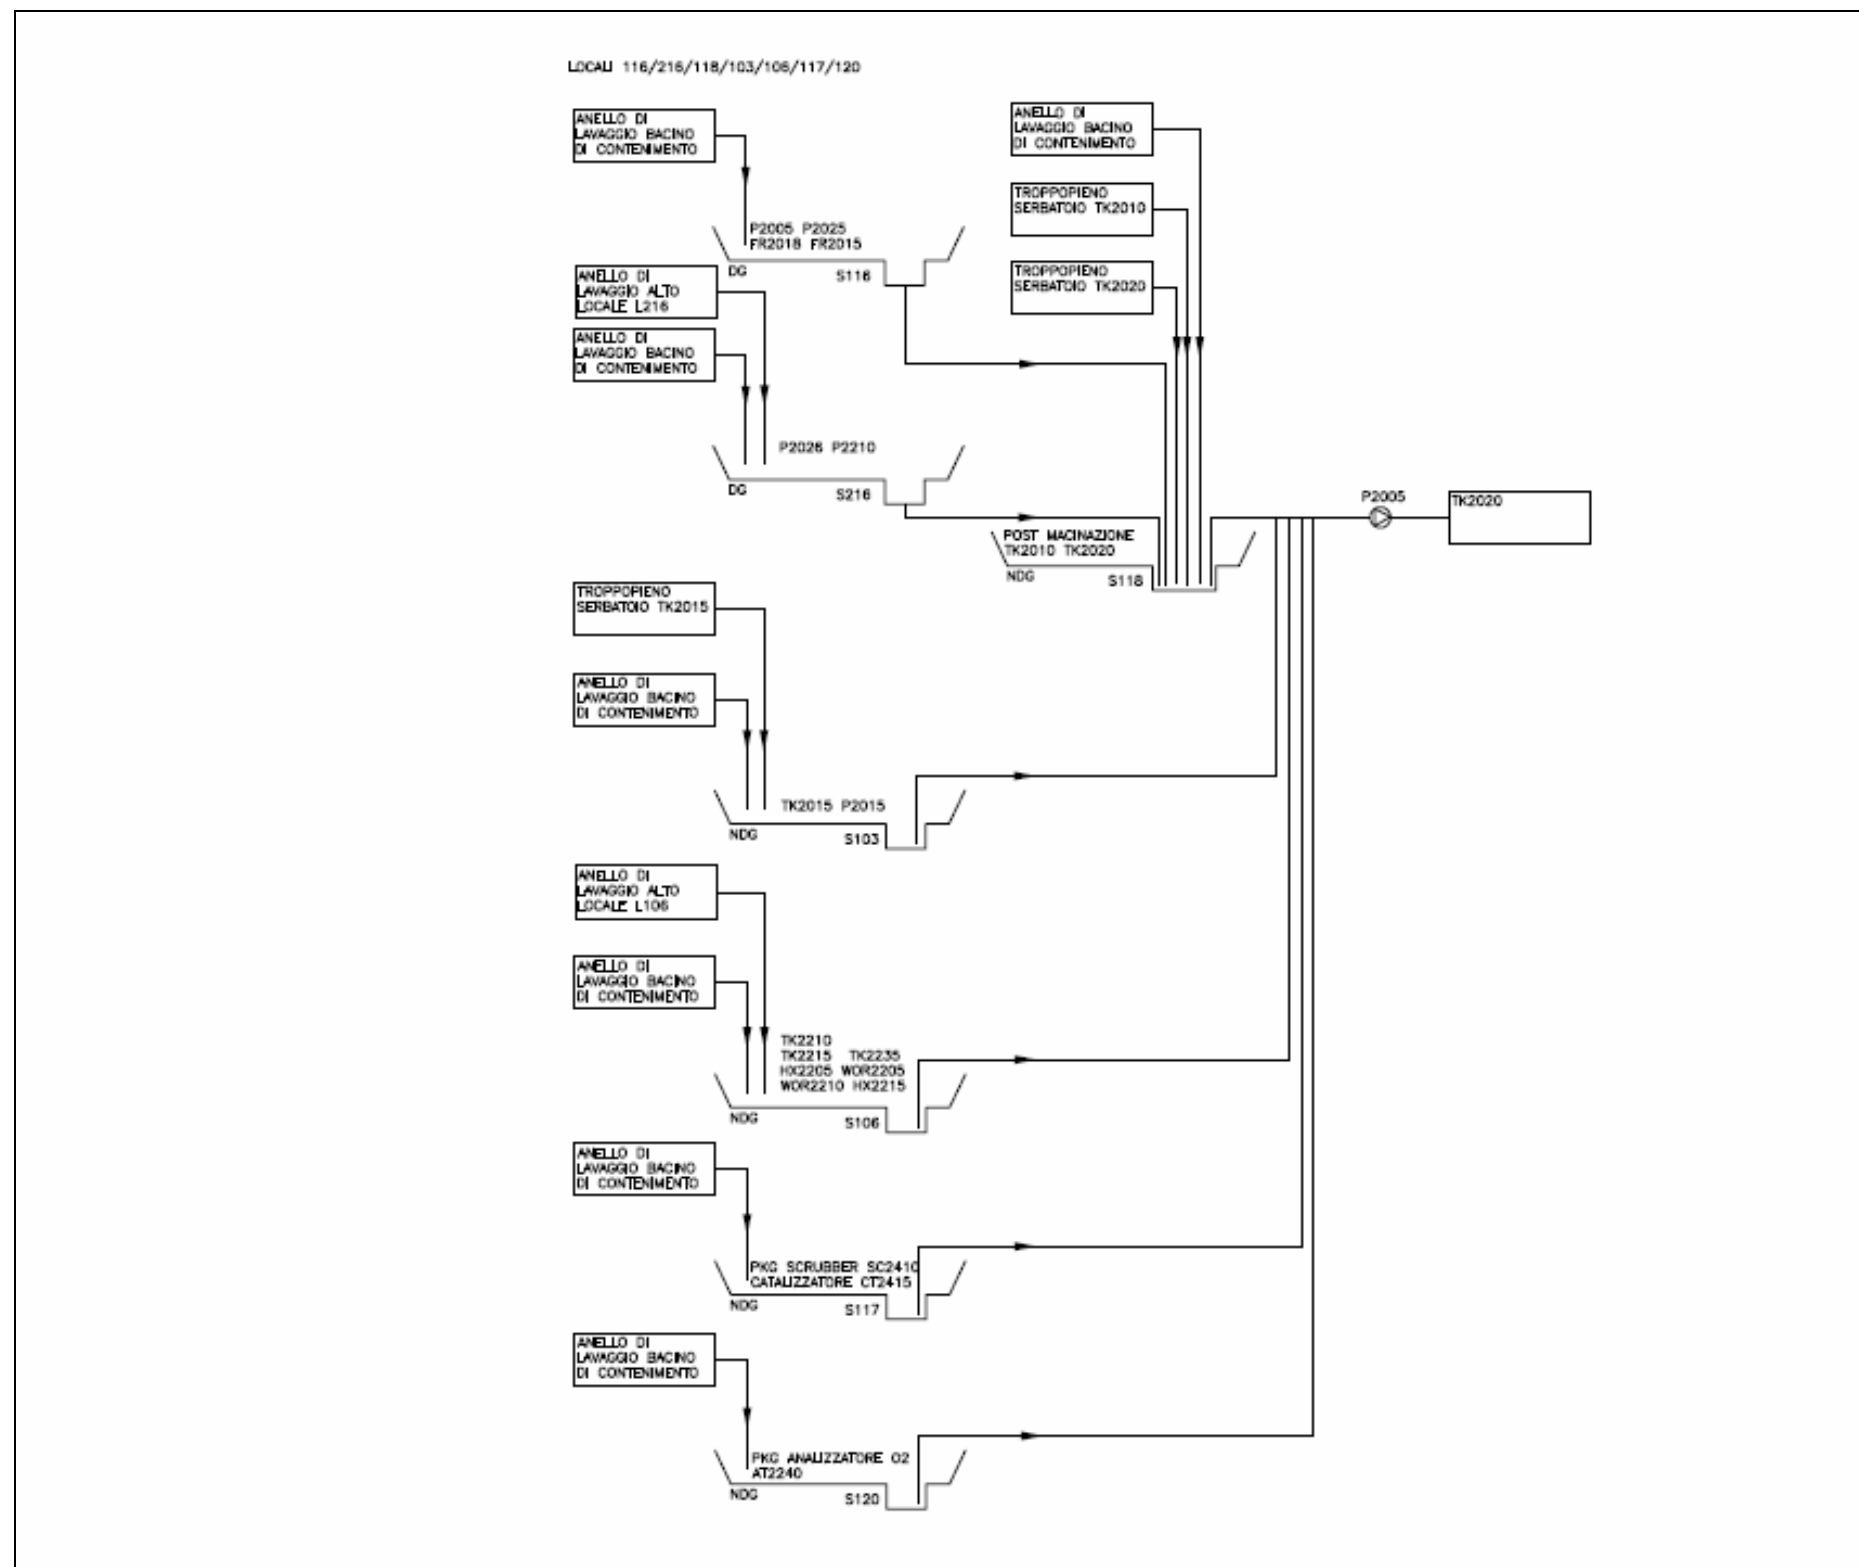 LOCALI 116/216/118/103/106/117/120
ANELLO DI
LAVAGGIO BACINO
DI CONTENIMENTO
ANELLO DI
LAVAGGIO BACINO
DI CONTENIMENTO
TROPPOPIENO
SERBATOIO TK2010
P2005 P2025
FR2018 FR2015
DG
S116
ANELLO DI
LAVAGGIO ALTO
LOCALE L216
TROPPOPIENO
SERBATOIO TK2020
ANELLO DI
LAVAGGIO BACINO
DI CONTENIMENTO
P2026 P2210
DG
S216
P2005
TK2020
POST MACINAZIONE
TK2010 TK2020
NDG
S118
TROPPOPIENO
SERBATOIO TK2015
ANELLO DI
LAVAGGIO BACINO
DI CONTENIMENTO
TK2015 P2015
NDG
S103
ANELLO DI
LAVAGGIO ALTO
LOCALE L106
ANELLO DI
LAVAGGIO BACINO
DI CONTENIMENTO
TK2210
TK2215 TK2235
HX2205 WOR2205
WOR2210 HX2215
NDG
S106
ANELLO DI
LAVAGGIO BACINO
DI CONTENIMENTO
PKG SCRUBBER SC2410
CATALIZZATORE CT2415
NDG
S117
ANELLO DI
LAVAGGIO BACINO
DI CONTENIMENTO
PKG ANALIZZATORE O2
AT2240
NDG
S120